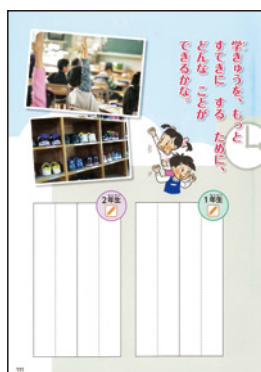 学きゅうを、もっと
すてきに する ために、
どんな ことが
できるかな。
1年生
2年生